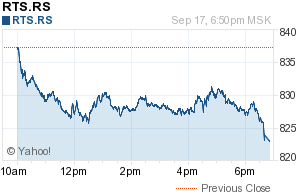 RTS.RS
RTS.RS Sep 17, 6:50pm MSK
840
835
830
825
820
© Yahoo!
10am 12pm 2pm 4pm 6pm
Previous Close